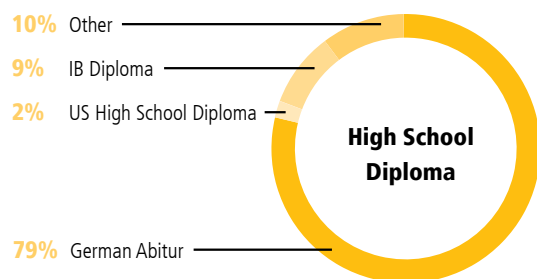 10% Other
9% IB Diploma
2% US High School Diploma
High School
Diploma
79% German Abitur